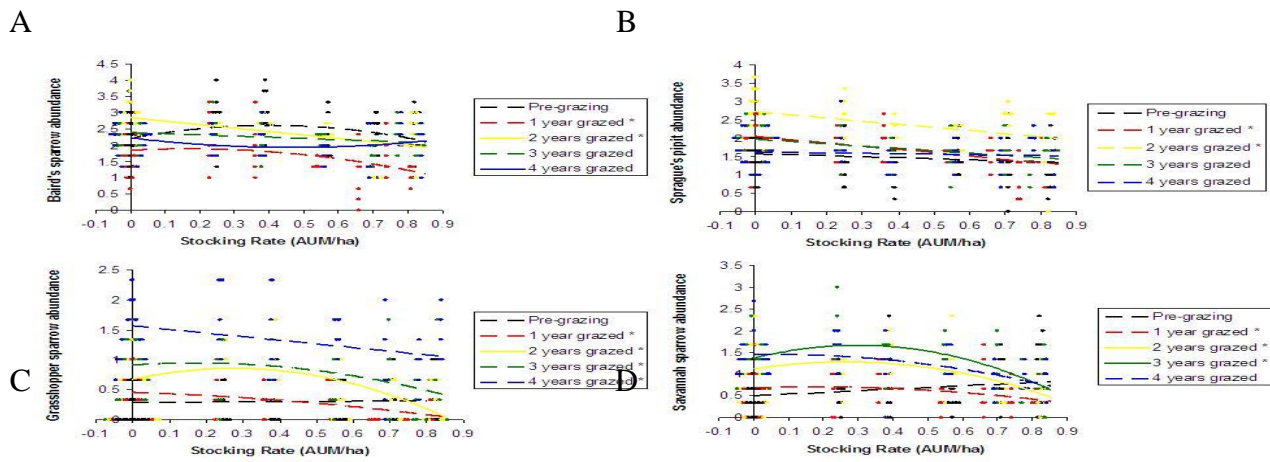 A
B
Baird's sparrow abundance
4.5
4
3.5
3
2.5
2
1.5
1
0.5
0
-0.1 0 0.1 0.2 0.3 0.4 0.5 0.6 0.7 0.8 0.9
Stocking Rate (AUM/ha)
Pre-grazing
1 year grazed *
2 years grazed *
3 years grazed
4 years grazed
Sprague's pipit abundance
4
3.5
3
2.5
2
1.5
1
0.5
0
-0.1 0 0.1 0.2 0.3 0.4 0.5 0.6 0.7 0.8 0.9
Stocking Rate (AUM/ha)
Pre-grazing
1 year grazed *
2 years grazed *
3 years grazed
4 years grazed
C
Grasshopper sparrow abundance
2.5
2
1.5
1
0.5
0
-0.1 0 0.1 0.2 0.3 0.4 0.5 0.6 0.7 0.8 0.9
Stocking Rate (AUM/ha)
Pre-grazing
1 year grazed *
2 years grazed *
3 years grazed *
4 years grazed *
D
Savannah sparrow abundance
3.5
3
2.5
2
1.5
1
0.5
0
-0.1 0 0.1 0.2 0.3 0.4 0.5 0.6 0.7 0.8 0.9
Stocking Rate (AUM/ha)
Pre-grazing
1 year grazed *
2 years grazed *
3 years grazed *
4 years grazed